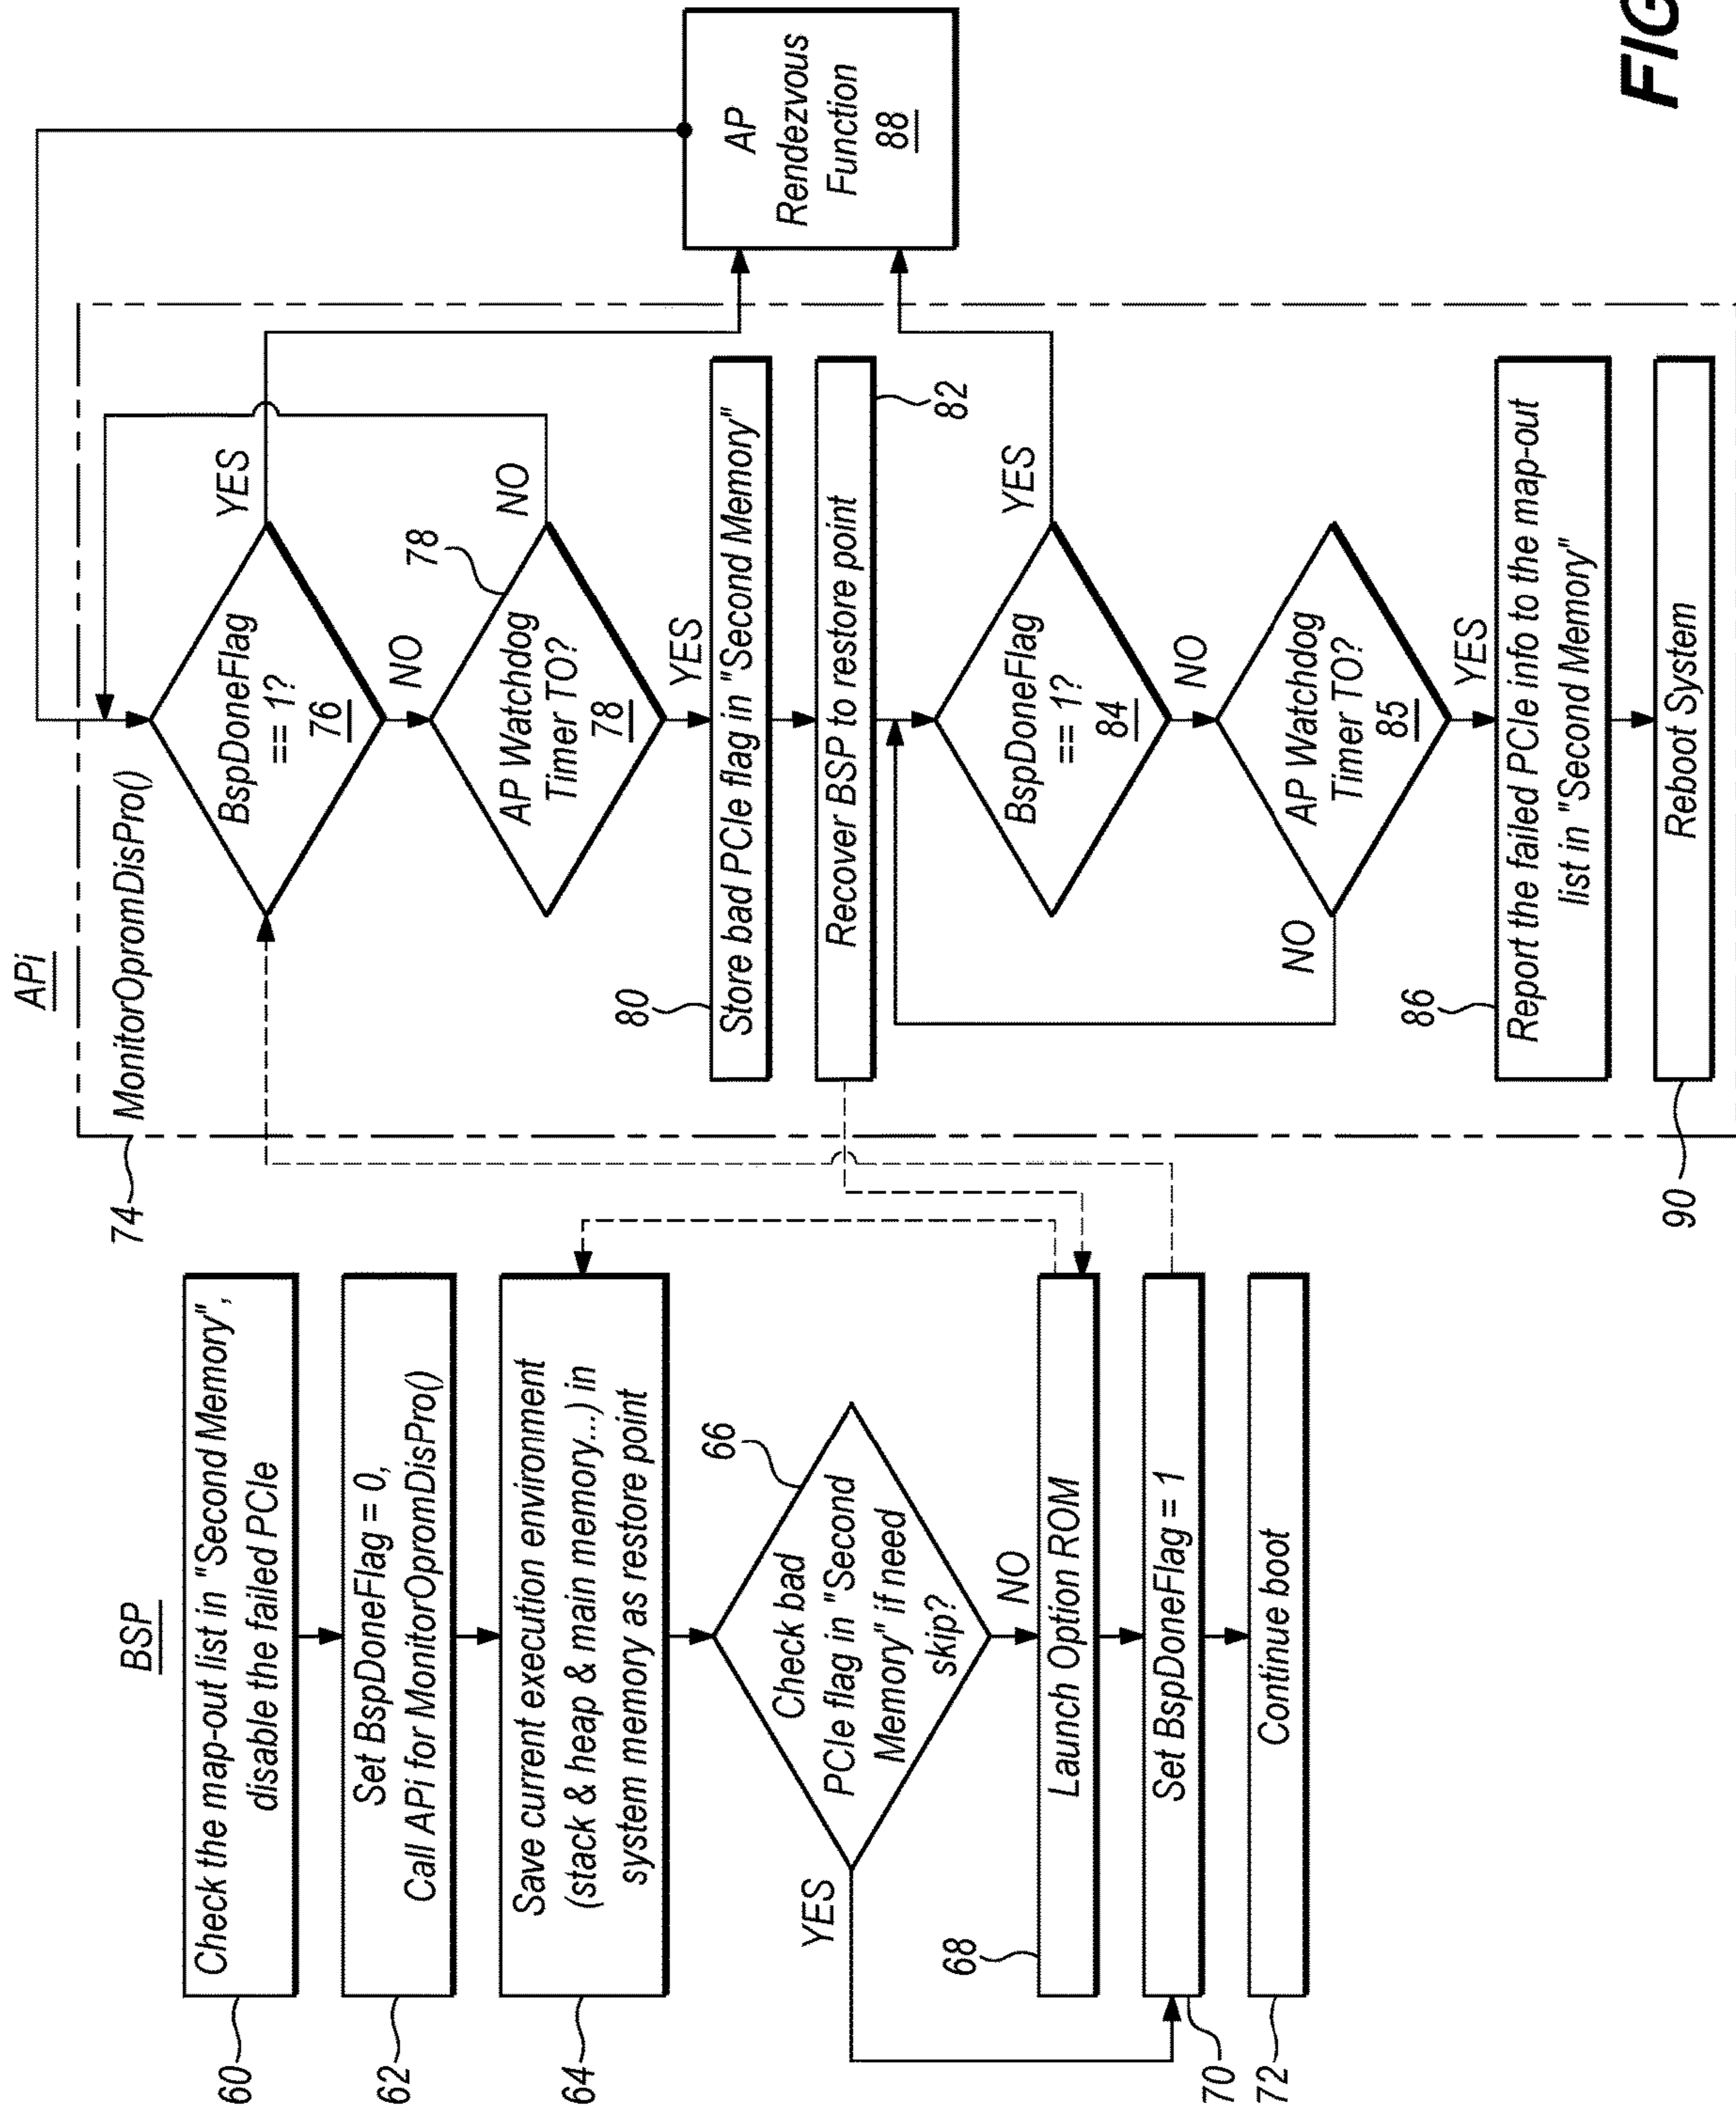 BSP
60
Check the map-out list in "Second Memory",
disable the failed PCIe
62
Set BspDoneFlag = 0,
Call APi for MonitorOpromDisPro()
64
Save current execution environment
(stack & heap & main memory...) in
system memory as restore point
66
Check bad
PCIe flag in "Second
Memory" if need
skip?
YES
NO
68
Launch Option ROM
70
Set BspDoneFlag = 1
72
Continue boot
APi
74
MonitorOpromDisPro()
BspDoneFlag
== 1?
76
YES
NO
78
AP Watchdog
Timer TO?
78
NO
YES
80
Store bad PCIe flag in "Second Memory"
Recover BSP to restore point
82
BspDoneFlag
== 1?
84
YES
NO
AP Watchdog
Timer TO?
85
NO
YES
86
Report the failed PCIe info to the map-out
list in "Second Memory"
90
Reboot System
AP
Rendezvous
Function
88
FIG